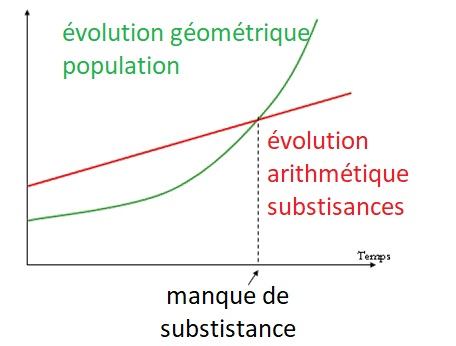 évolution géométrique
population
évolution
arithmétique
substisances
Temps
manque de
substistance